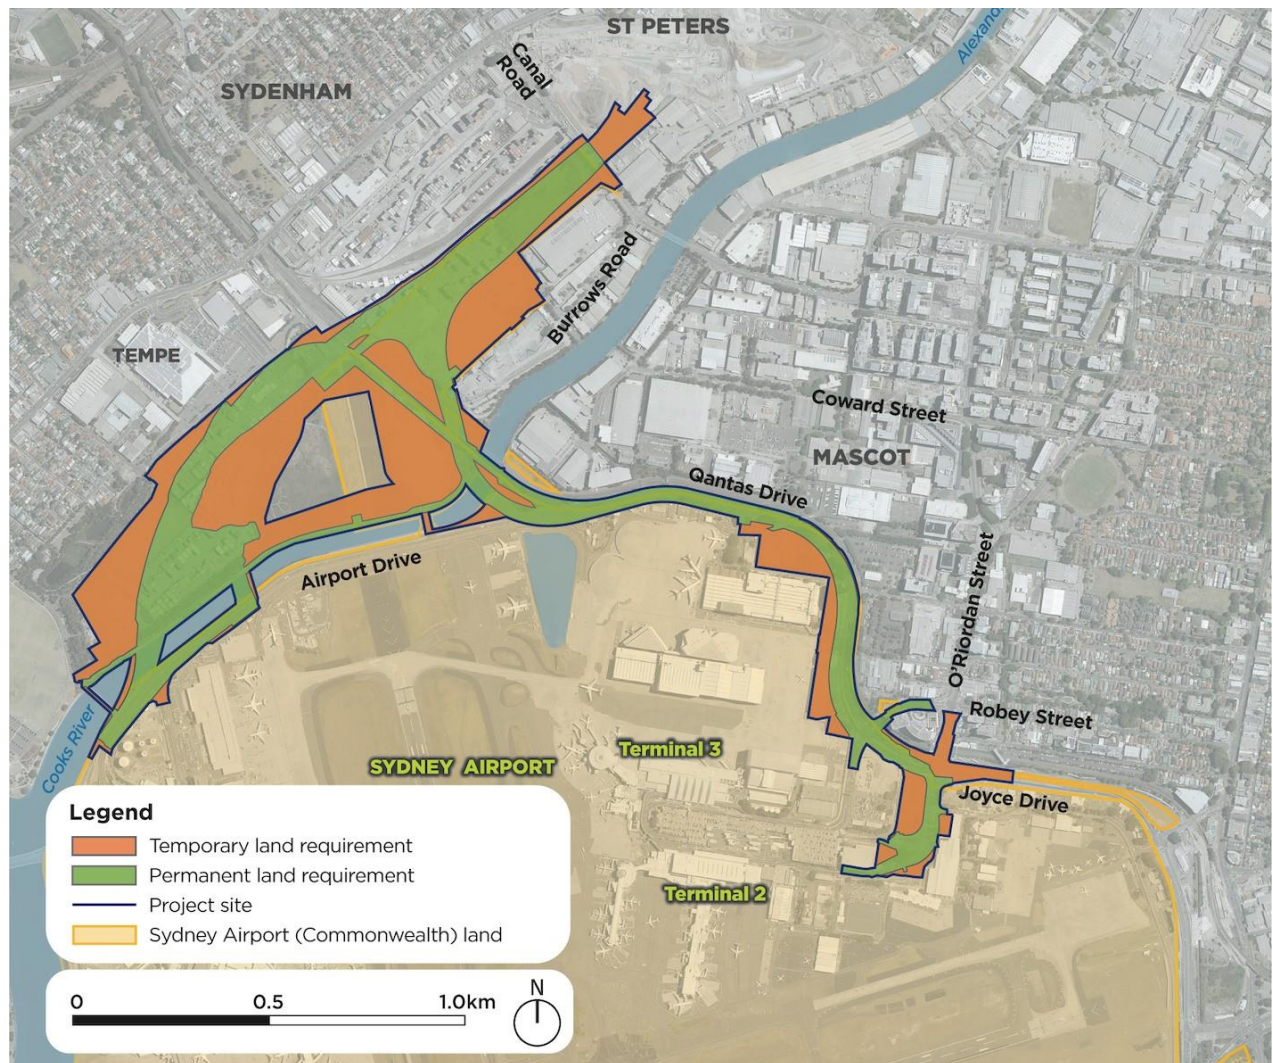 ST PETERS
Canal
Road
SYDENHAM
Burrows Road
TEMPE
Coward Street
MASCOT
Qantas Drive
Airport Drive
O'Riordan Street
Robey Street
Cooks River
Terminal 3
SYDNEY AIRPORT
Joyce Drive
Terminal 2
Legend
Temporary land requirement
Permanent land requirement
Project site
Sydney Airport (Commonwealth) land
0 0.5 1.0km
N